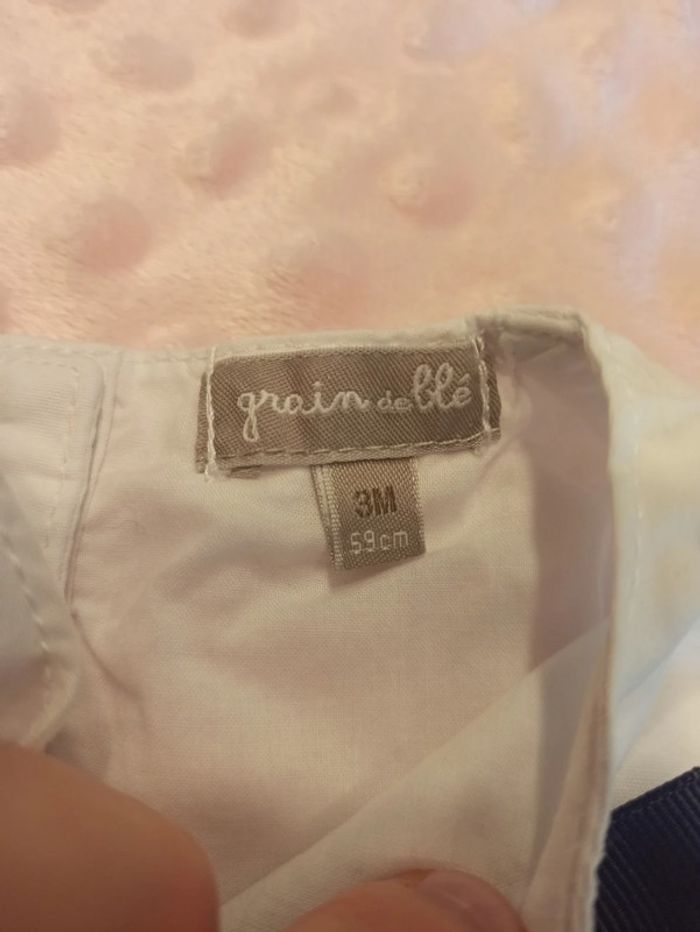 grain de blé
3M
59cm